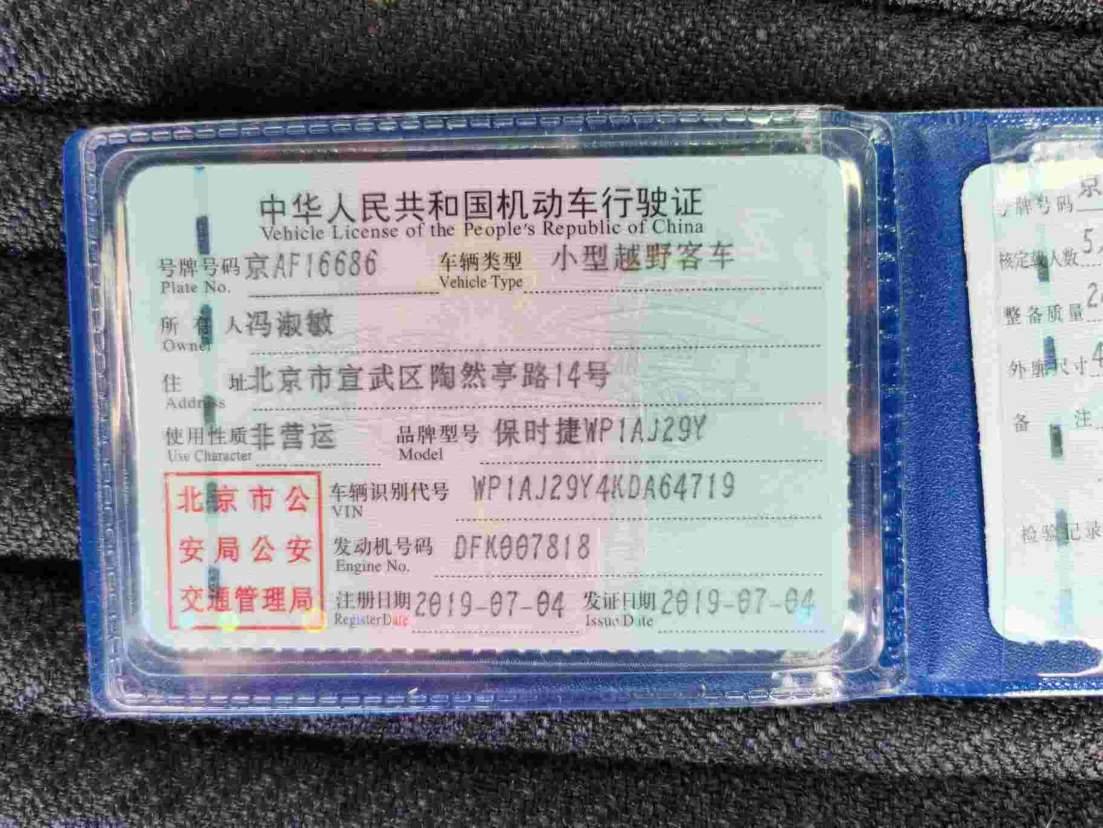 中华人民共和国机动车行驶证
Vehicle License of the People's Republic of China
号牌号码 京AF16686 车辆类型 小型越野客车
Plate No. Vehicle Type
所有人 冯淑敏
Owner
住址 北京市宣武区陶然亭路14号
Address
使用性质 非营运 品牌型号 保时捷WP1AJ29Y
Use Character Model
北京市公
安局公安
交通管理局
车辆识别代号 WP1AJ29Y4KDA64719
VIN
发动机号码 DFK007818
Engine No.
注册日期 2019-07-04 发证日期 2019-07-04
Register Date Issue Date
号牌号码 京
核定载人数 5
整备质量 2
外廓尺寸 4
备注
检验记录